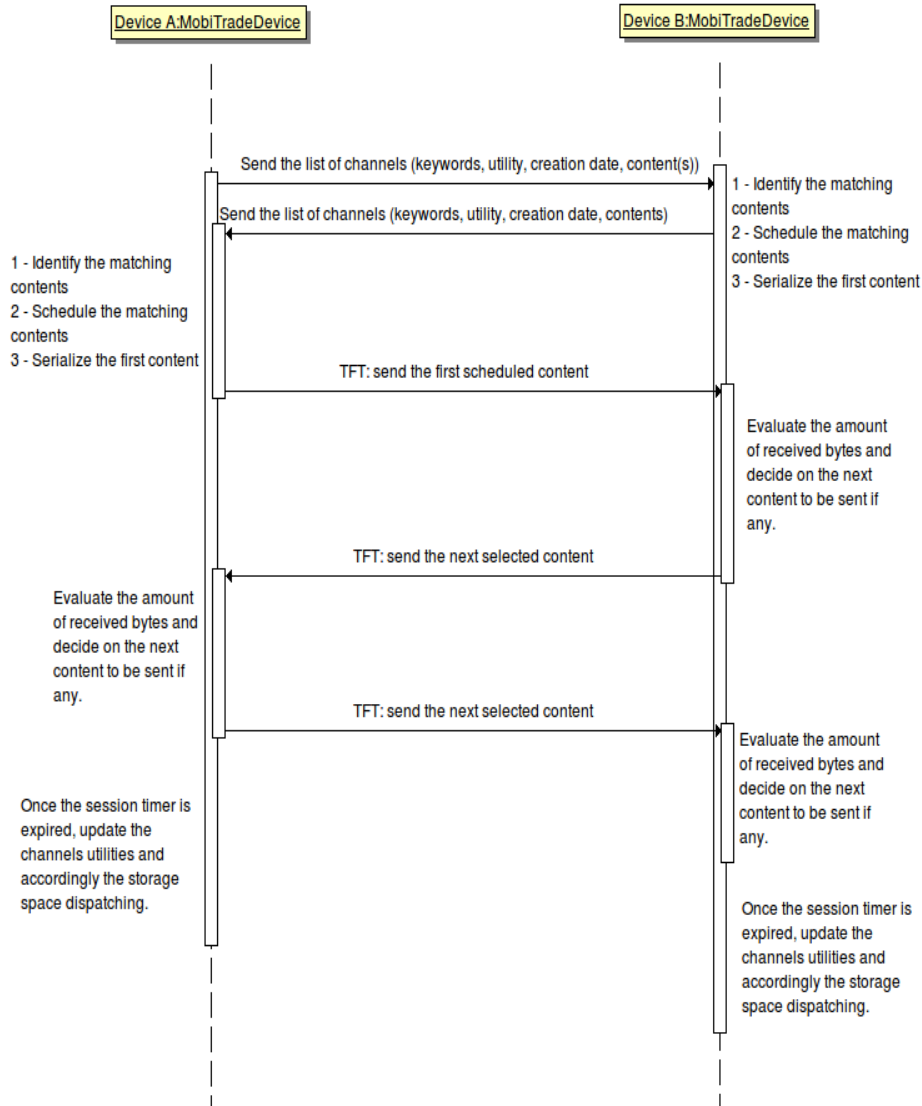 Device A:MobiTradeDevice
Device B:MobiTradeDevice
Send the list of channels (keywords, utility, creation date, content(s))
1 - Identify the matching
contents
2 - Schedule the matching
contents
3 - Serialize the first content
Send the list of channels (keywords, utility, creation date, contents)
1 - Identify the matching
contents
2 - Schedule the matching
contents
3 - Serialize the first content
TFT: send the first scheduled content
Evaluate the amount
of received bytes and
decide on the next
content to be sent if
any.
TFT: send the next selected content
Evaluate the amount
of received bytes and
decide on the next
content to be sent if
any.
TFT: send the next selected content
Evaluate the amount
of received bytes and
decide on the next
content to be sent if
any.
Once the session timer is
expired, update the
channels utilities and
accordingly the storage
space dispatching.
Once the session timer is
expired, update the
channels utilities and
accordingly the storage
space dispatching.